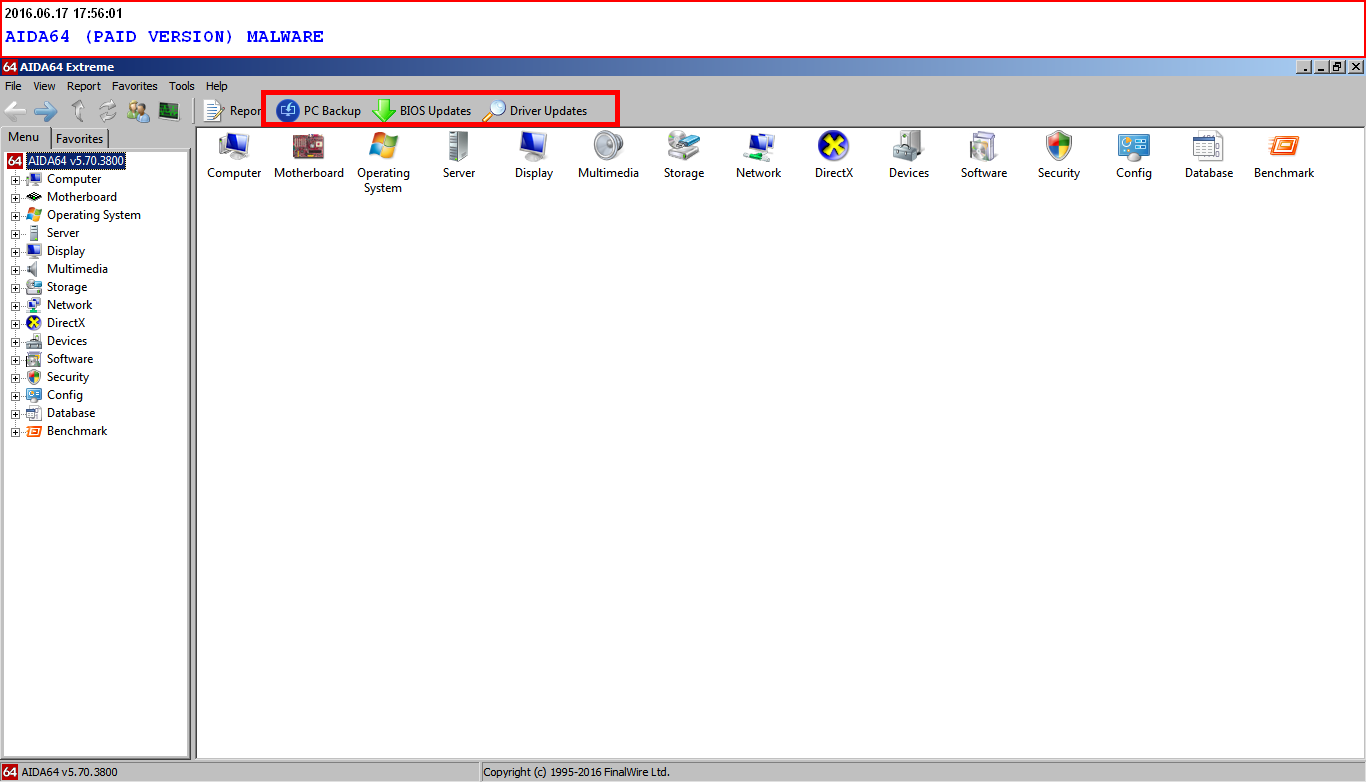 2016.06.17 17:56:01
AIDA64 (PAID VERSION) MALWARE
64 AIDA64 Extreme
File View Report Favorites Tools Help
Repor PC Backup BIOS Updates Driver Updates
Menu Favorites
64 AIDA64 v5.70.3800
Computer
Motherboard
Operating System
Server
Display
Multimedia
Storage
Network
DirectX
Devices
Software
Security
Config
Database
Benchmark
Computer Motherboard Operating Server Display Multimedia Storage Network DirectX Devices Software Security Config Database Benchmark
System
64 AIDA64 v5.70.3800 Copyright (c) 1995-2016 FinalWire Ltd.